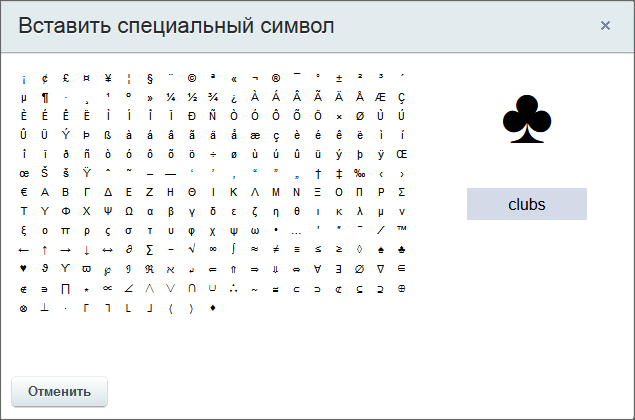 Вставить специальный символ
¡ ¢ £ ¤ ¥ ¦ § ¨ © ª « ¬ ® ¯ ° ± ² ³ ´
µ ¶ · ¸ ¹ º » ¼ ½ ¾ ¿ À Á Â Ã Ä Å Æ Ç
È É Ê Ë Ì Í Î Ï Ð Ñ Ò Ó Ô Õ Ö × Ø Ù Ú
Û Ü Ý Þ ß à á â ã ä å æ ç è é ê ë ì í
î ï ð ñ ò ó ô õ ö ÷ ø ù ú û ü ý þ ÿ Œ
œ Š š Ÿ ˆ ˜ – — ‘ ’ ‚ “ ” „ † ‡ ‰ ‹ ›
€ Α Β Γ Δ Ε Ζ Η Θ Ι Κ Λ Μ Ν Ξ Ο Π Ρ Σ
Τ Υ Φ Χ Ψ Ω α β γ δ ε ζ η θ ι κ λ μ ν
ξ ο π ρ ς σ τ υ φ χ ψ ω • … ′ ″ ‾ ⁄ ™
← ↑ → ↓ ↔ ∂ ∑ − √ ∞ ∫ ≈ ≠ ≡ ≤ ≥ ◊ ♠ ♣
♥ ϑ ϒ ϖ ℘ ℑ ℜ ℵ ↲ ⇐ ⇑ ⇒ ⇓ ⇔ ∀ ∃ ∅ ∇ ∈
∉ ∋ ∏ ∗ ∝ ∠ ∧ ∨ ∩ ∪ ∴ ∼ ≅ ⊂ ⊃ ⊄ ⊆ ⊇ ⊕
⊗ ⊥ ⋅ ⌈ ⌉ ⌊ ⌋ 〈 〉 ♦
♣
clubs
Отменить